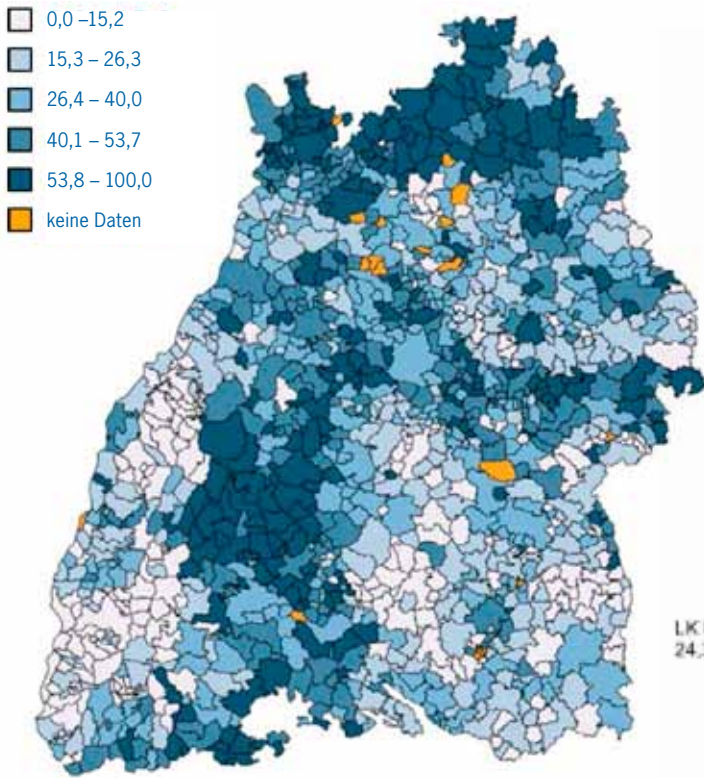 0,0 –15,2
15,3 – 26,3
26,4 – 40,0
40,1 – 53,7
53,8 – 100,0
keine Daten
LK